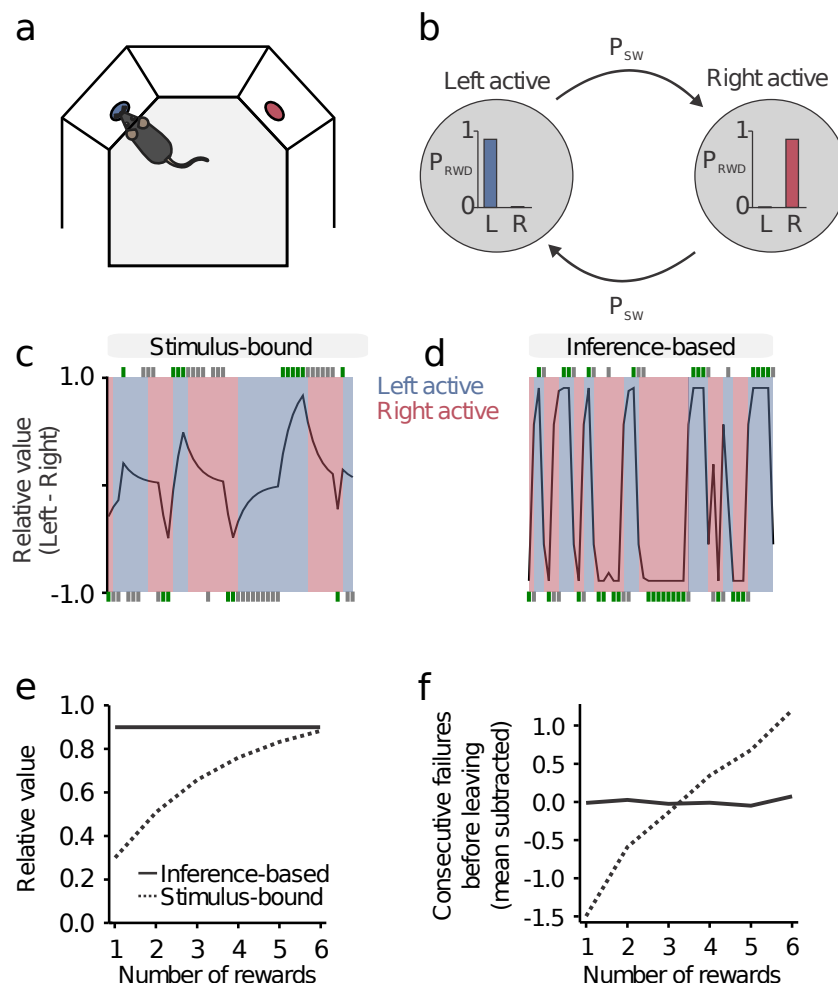 a
b
P_SW
Left active
Right active
1
P_RWD
0
L R
1
P_RWD
0
L R
P_SW
c
Stimulus-bound
d
Inference-based
1.0
-1.0
Relative value
(Left - Right)
Left active
Right active
e
1.0
0.8
0.6
0.4
0.2
0.0
Relative value
Inference-based
Stimulus-bound
1 2 3 4 5 6
Number of rewards
f
1.0
0.5
0.0
-0.5
-1.0
-1.5
Consecutive failures
before leaving
(mean subtracted)
1 2 3 4 5 6
Number of rewards